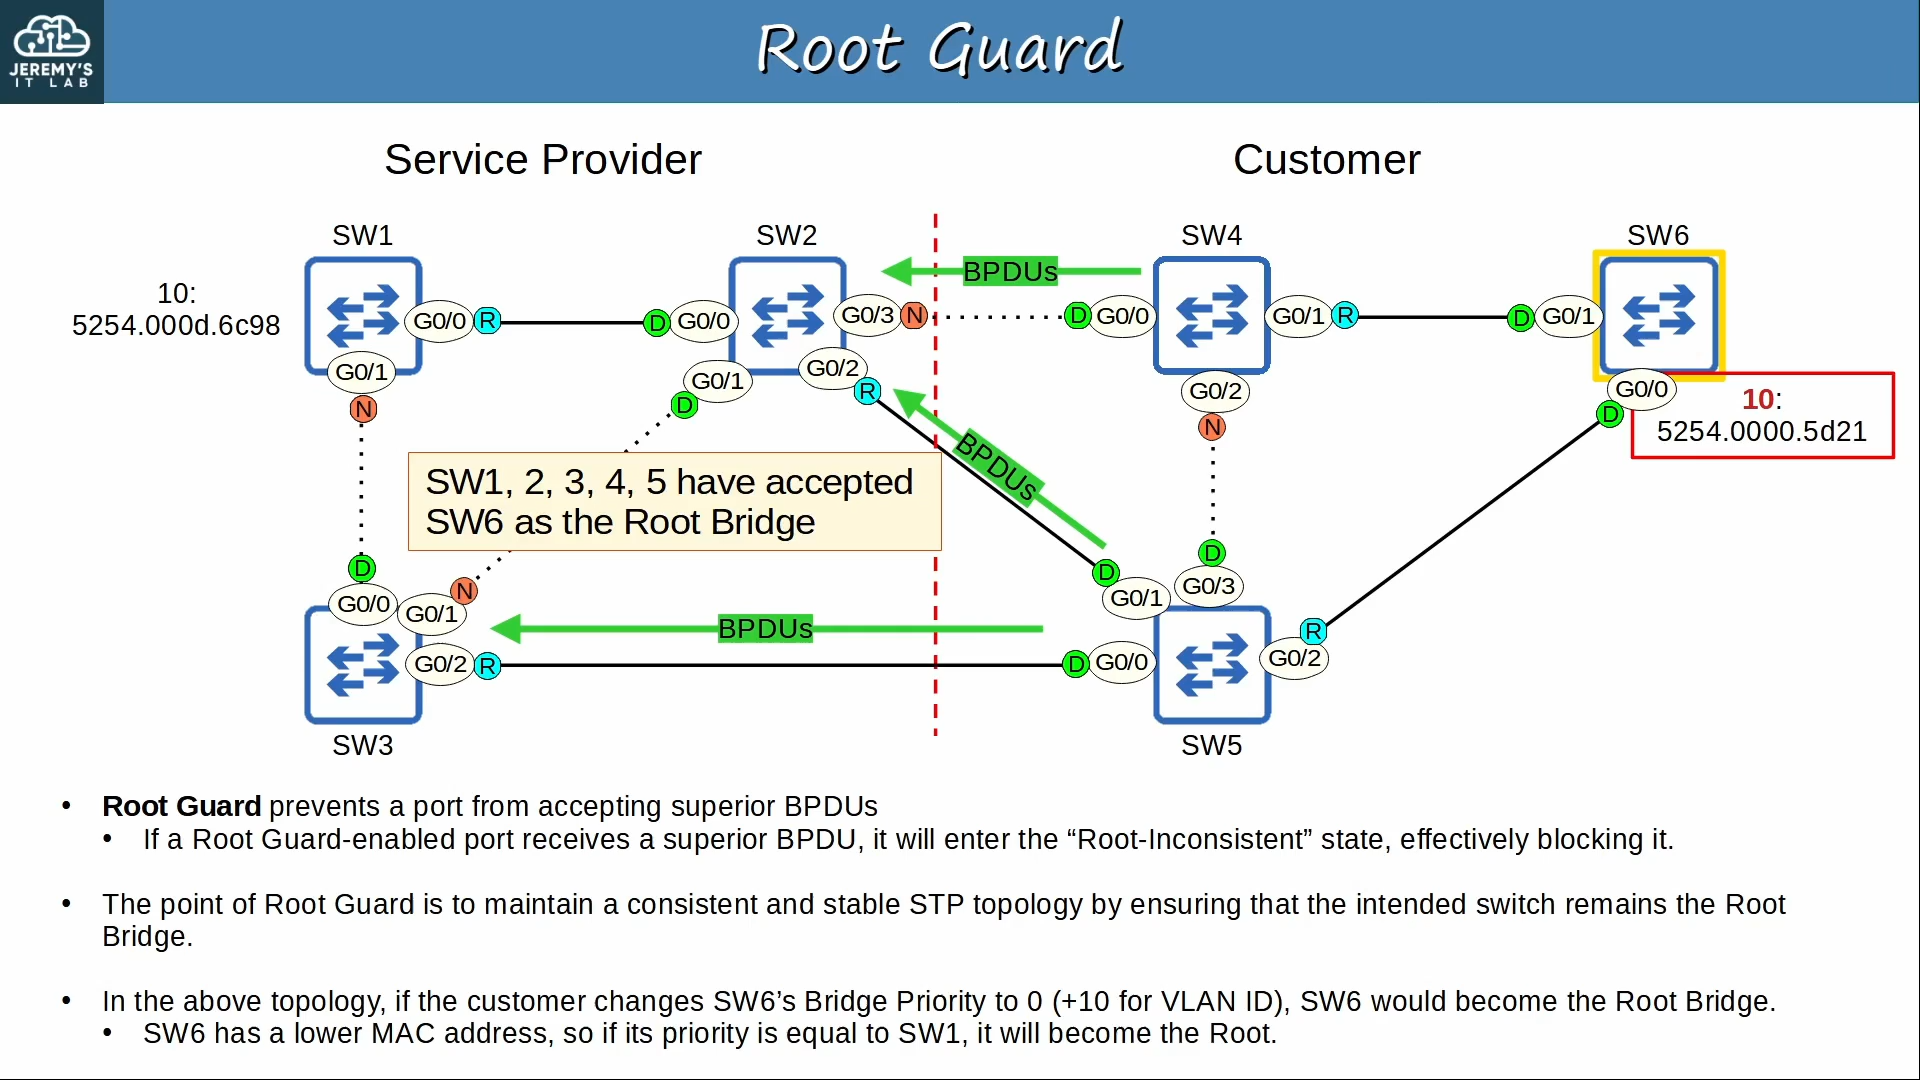 JEREMY'S
IT LAB
Root Guard
Service Provider
Customer
SW1
SW2
SW4
SW6
10:
5254.000d.6c98
BPDUs
G0/0
R
D
G0/0
G0/3
N
D
G0/0
G0/1
R
D
G0/1
G0/1
N
G0/1
D
G0/2
R
G0/2
N
G0/0
D
10:
5254.0000.5d21
BPDUs
SW1, 2, 3, 4, 5 have accepted
SW6 as the Root Bridge
D
G0/0
N
G0/1
D
G0/1
D
G0/3
BPDUs
G0/2
R
D
G0/0
R
G0/2
SW3
SW5
• Root Guard prevents a port from accepting superior BPDUs
• If a Root Guard-enabled port receives a superior BPDU, it will enter the “Root-Inconsistent” state, effectively blocking it.
• The point of Root Guard is to maintain a consistent and stable STP topology by ensuring that the intended switch remains the Root
Bridge.
• In the above topology, if the customer changes SW6’s Bridge Priority to 0 (+10 for VLAN ID), SW6 would become the Root Bridge.
• SW6 has a lower MAC address, so if its priority is equal to SW1, it will become the Root.